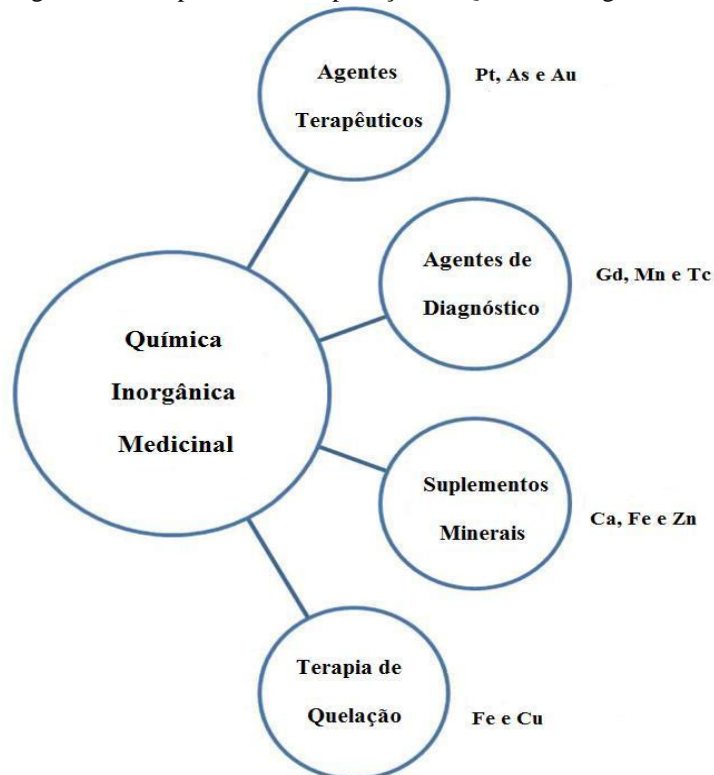 Agentes
Terapêuticos
Pt, As e Au
Agentes de
Diagnóstico
Gd, Mn e Tc
Química
Inorgânica
Medicinal
Suplementos
Minerais
Ca, Fe e Zn
Terapia de
Quelação
Fe e Cu